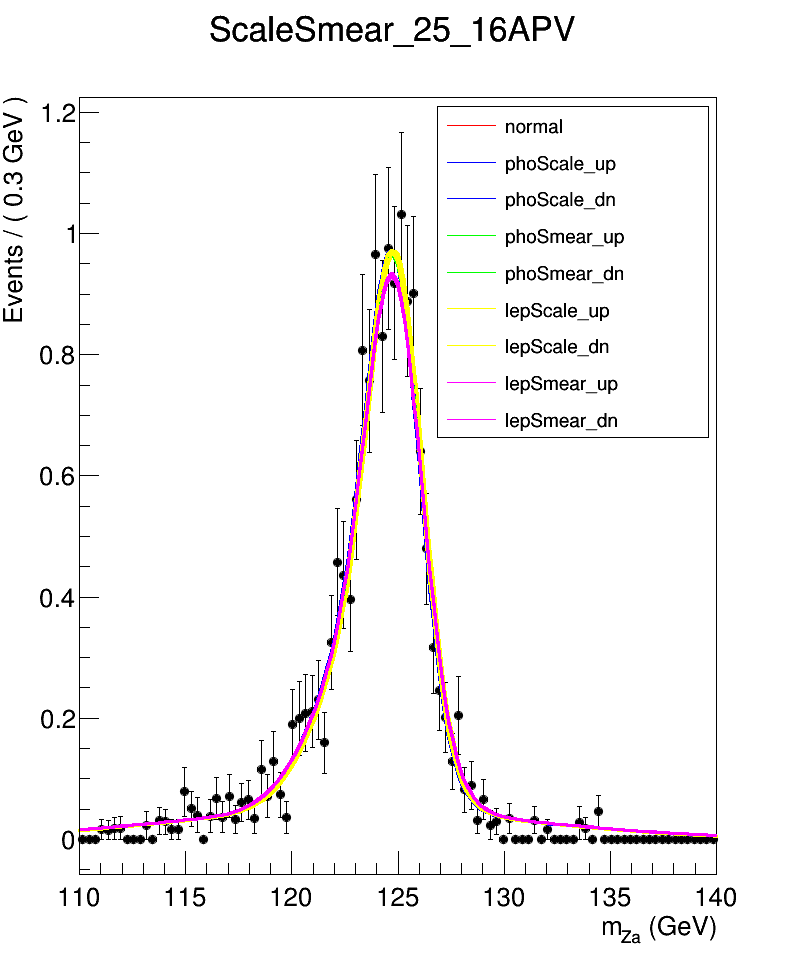 ScaleSmear_25_16APV
Events / ( 0.3 GeV )
1.2
1
0.8
0.6
0.4
0.2
0
normal
phoScale_up
phoScale_dn
phoSmear_up
phoSmear_dn
lepScale_up
lepScale_dn
lepSmear_up
lepSmear_dn
110 115 120 125 130 135 140
m_Za (GeV)